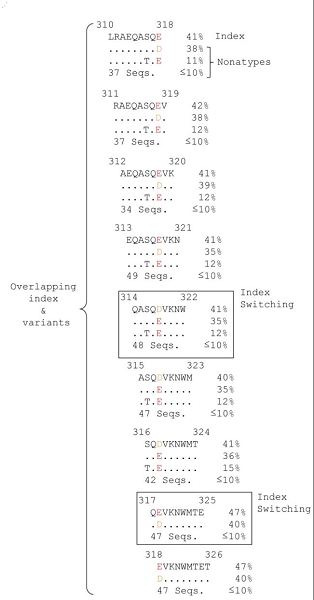 310 318
LRAEQASQE 41% Index
........D 38%
......T.E 11% Nonatypes
37 Seqs. ≤10%
311 319
RAEQASQEV 42%
.......D. 38%
.....T.E 12%
37 Seqs. ≤10%
312 320
AEQASQEVK 41%
......D.. 39%
....T.E.. 12%
34 Seqs. ≤10%
313 321
EQASQEVKN 41%
.....D... 35%
...T.E... 12%
49 Seqs. ≤10%
Overlapping
index
&
variants
314 322 Index
Switching
QASQDVKNW 41%
....E.... 35%
..T.E.... 12%
48 Seqs. ≤10%
315 323
ASQDVKNWM 40%
...E..... 35%
.T.E..... 12%
47 Seqs. ≤10%
316 324
SQDVKNWMT 41%
..E...... 36%
T.E...... 15%
42 Seqs. ≤10%
317 325 Index
Switching
QEVKNWMTE 47%
.D....... 40%
47 Seqs. ≤10%
318 326
EVKNWMTET 47%
D........ 40%
47 Seqs. ≤10%